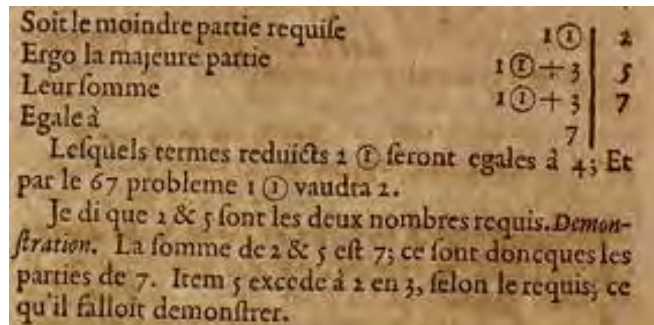 Soit le moindre partie requiſe 1① | 2
Ergo la majeure partie 1①+3 | 5
Leur ſomme 1①+3 | 7
Egale à 7
Leſquels termes reduicts 2 ① ſeront egales à 4; Et
par le 67 probleme 1 ① vaudra 2.
Je di que 2 & 5 ſont les deux nombres requis. Demon-
ſtration. La ſomme de 2 & 5 eſt 7; ce ſont doncques les
parties de 7. Item 5 excede à 2 en 3, ſelon le requis; ce
qu'il falloit demonſtrer.